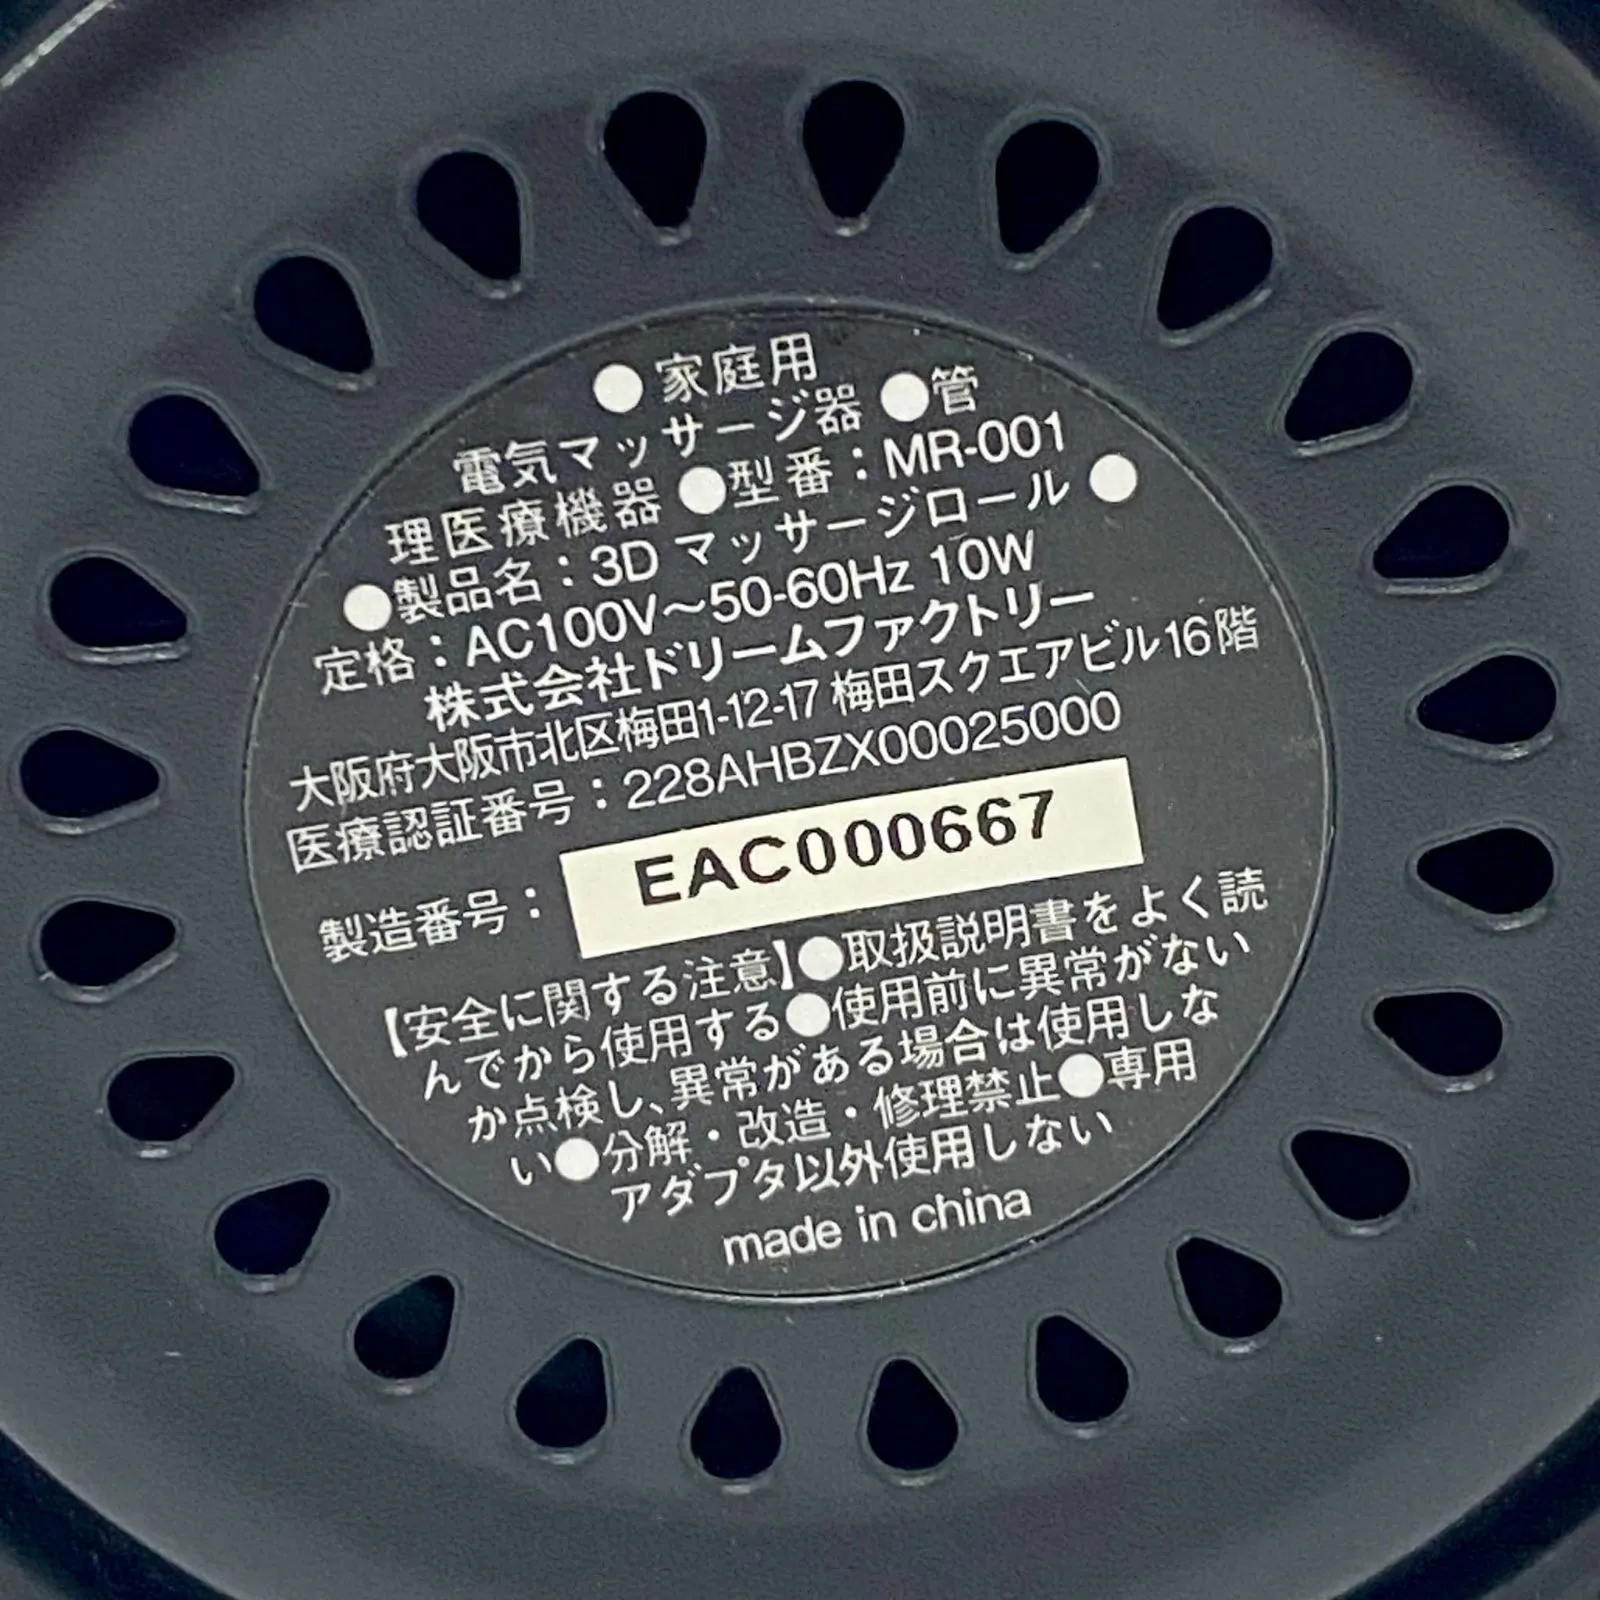 ●家庭用
電気マッサージ器●管
理医療機器●型番：MR-001
●製品名：3Dマッサージロール●
定格：AC100V～50-60Hz 10W
株式会社ドリームファクトリー
大阪府大阪市北区梅田1-12-17 梅田スクエアビル16階
医療認証番号：228AHBZX00025000
製造番号： EAC000667
【安全に関する注意】●取扱説明書をよく読
んでから使用する●使用前に異常がない
か点検し、異常がある場合は使用しな
い●分解・改造・修理禁止●専用
アダプタ以外使用しない
made in china